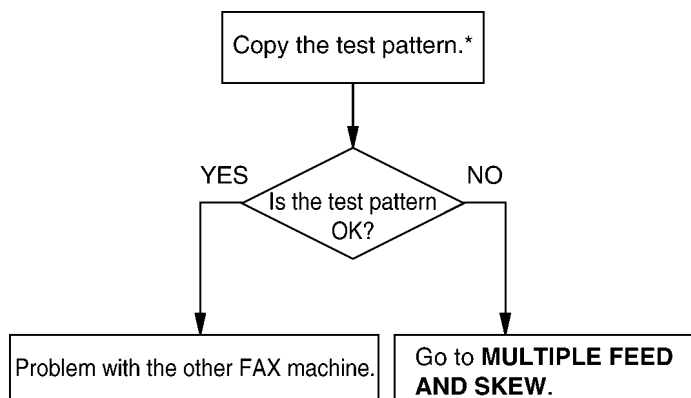 Copy the test pattern.*
YES
NO
Is the test pattern
OK?
Problem with the other FAX machine.
Go to MULTIPLE FEED
AND SKEW.